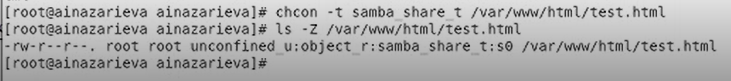 [root@ainazarieva ainazarieva]# chcon -t samba_share_t /var/www/html/test.html
[root@ainazarieva ainazarieva]# ls -Z /var/www/html/test.html
-rw-r--r--. root root unconfined_u:object_r:samba_share_t:s0 /var/www/html/test.html
[root@ainazarieva ainazarieva]#